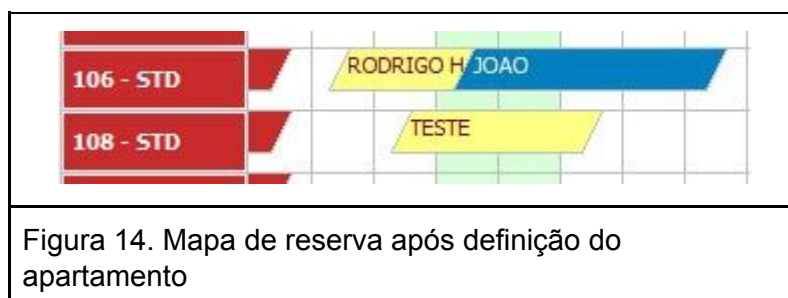 106 - STD
RODRIGO H
JOAO
108 - STD
TESTE
Figura 14. Mapa de reserva após definição do
apartamento